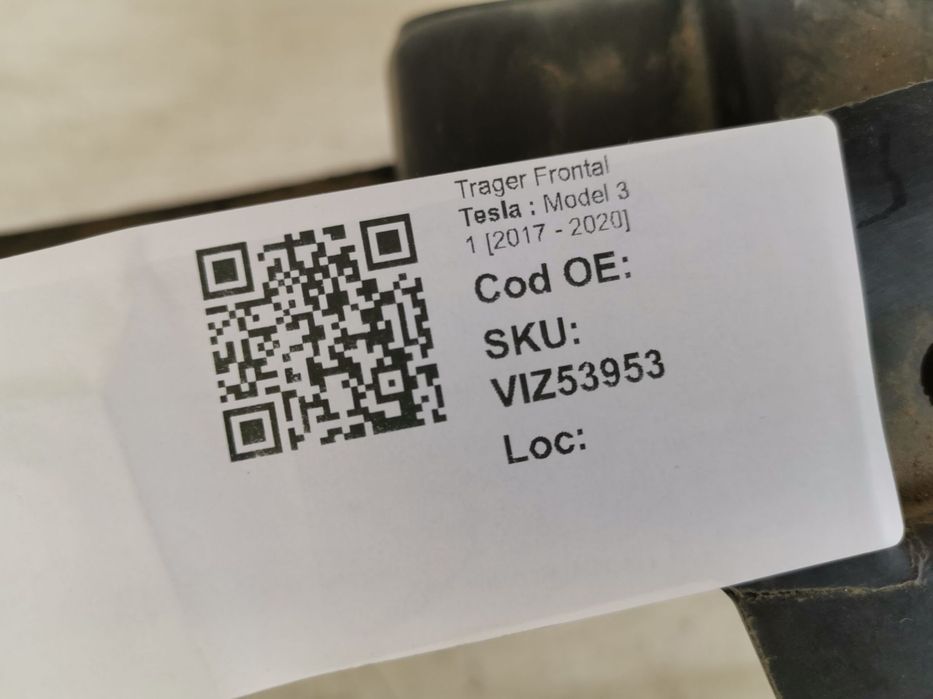 Trager Frontal
Tesla : Model 3
1 [2017 - 2020]
Cod OE:
SKU:
VIZ53953
Loc: